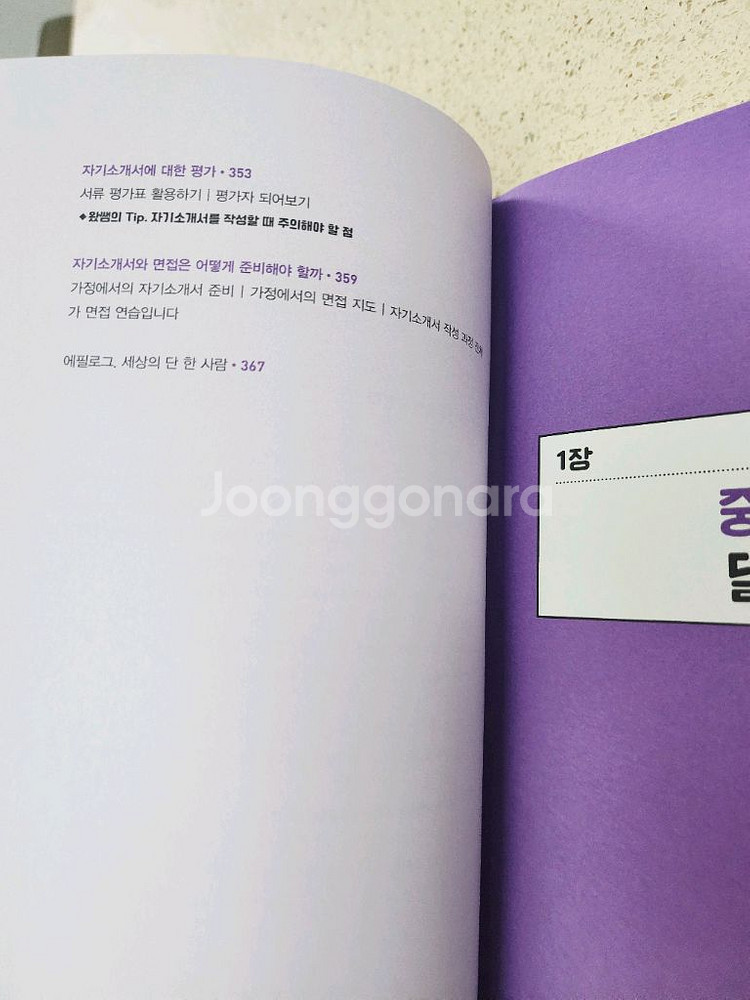 자기소개서에 대한 평가 • 353
서류 평가표 활용하기 | 평가자 되어보기
◆왕쌤의 Tip. 자기소개서를 작성할 때 주의해야 할 점
자기소개서와 면접은 어떻게 준비해야 할까 • 359
가정에서의 자기소개서 준비 | 가정에서의 면접 지도 | 자기소개서 작성 과정
가 면접 연습입니다
에필로그. 세상의 단 한 사람 • 367
Joonggonara
1장
중